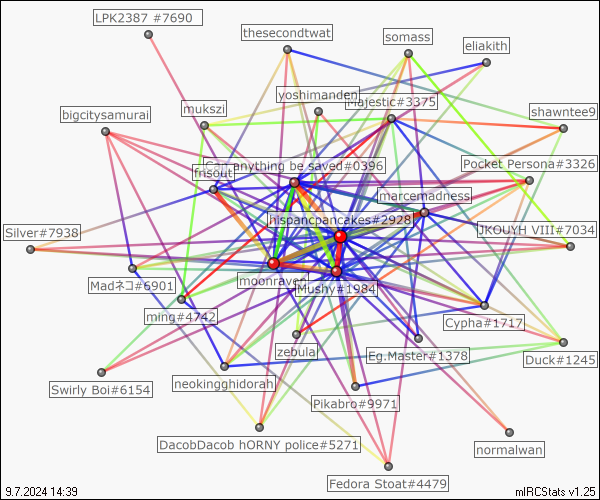 LPK2387 #7690
thesecondtwat
somass
eliakith
yoshimanden
Majestic#3375
mukszi
bigcitysamurai
shawntee9
Can anything be saved#0396
Pocket Persona#3326
frisout
marcemadness
hispancpancakes#2928
Silver#7938
JKOUYH VIII#7034
moonraven
Madネコ#6901
Mushy#1984
ming#4742
Cypha#1717
zebula
Eg.Master#1378
Duck#1245
Swirly Boi#6154
neokingghidorah
Pikabro#9971
DacobDacob hORNY police#5271
normalwan
Fedora Stoat#4479
9.7.2024 14:39
mIRCStats v1.25